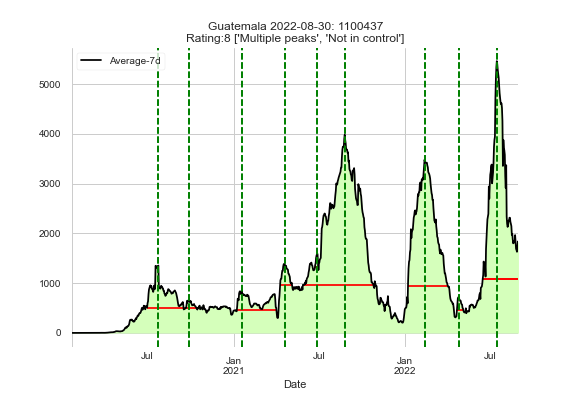 Guatemala 2022-08-30: 1100437
Rating:8 ['Multiple peaks', 'Not in control']
Average-7d
5000
4000
3000
2000
1000
0
Jul
Jan
2021
Jul
Jan
2022
Jul
Date